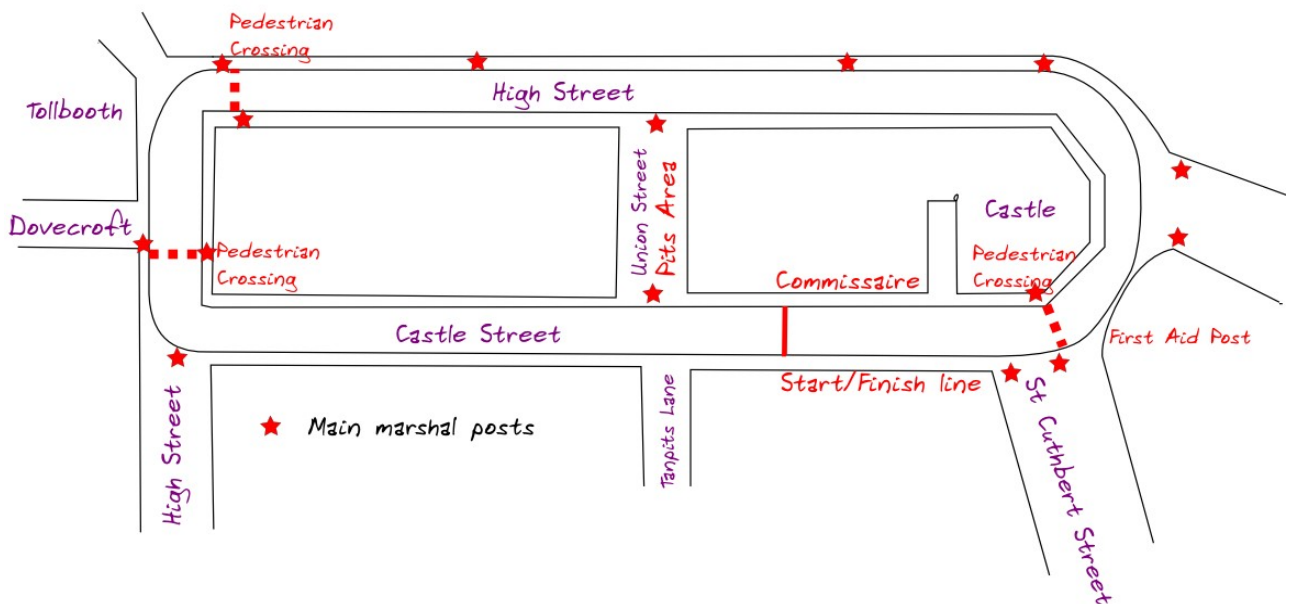 Pedestrian
Crossing
High Street
Tollbooth
Union Street
Pits Area
Castle
Dovecroft
Pedestrian
Crossing
Pedestrian
Crossing
Commissaire
Castle Street
First Aid Post
Start/Finish line
High Street
Main marshal posts
Tanpits Lane
St Cuthbert Street